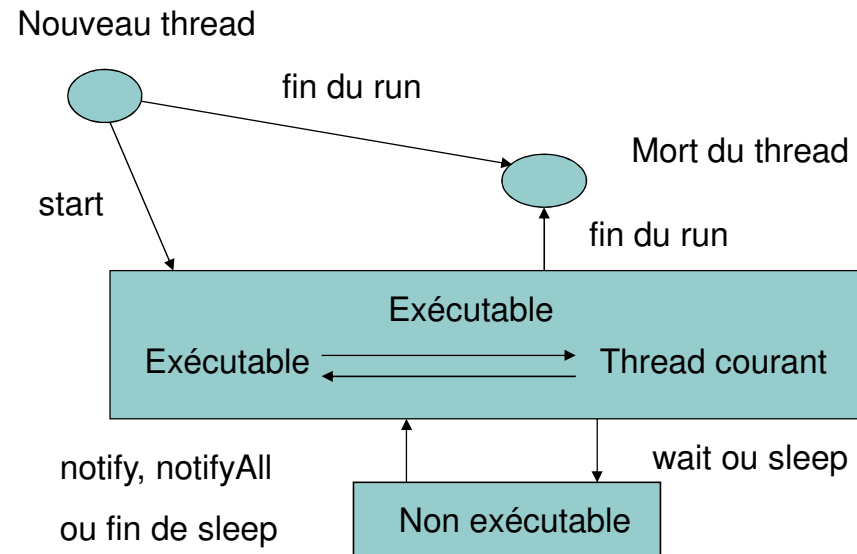 Nouveau thread
fin du run
Mort du thread
start
fin du run
Exécutable
Exécutable
Thread courant
notify, notifyAll
ou fin de sleep
wait ou sleep
Non exécutable